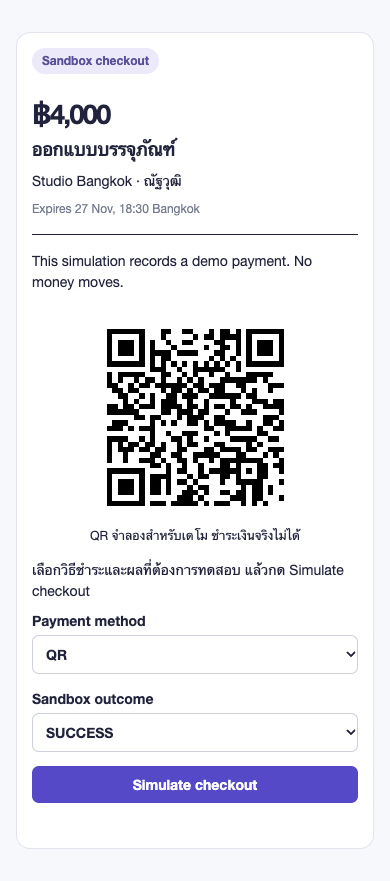 Sandbox checkout
฿4,000
ออกแบบบรรจุภัณฑ์
Studio Bangkok · ณัฐวุฒิ
Expires 27 Nov, 18:30 Bangkok
This simulation records a demo payment. No
money moves.
QR จำลองสำหรับเดโม ชำระเงินจริงไม่ได้
เลือกวิธีชำระและผลที่ต้องการทดสอบ แล้วกด Simulate
checkout
Payment method
QR
Sandbox outcome
SUCCESS
Simulate checkout